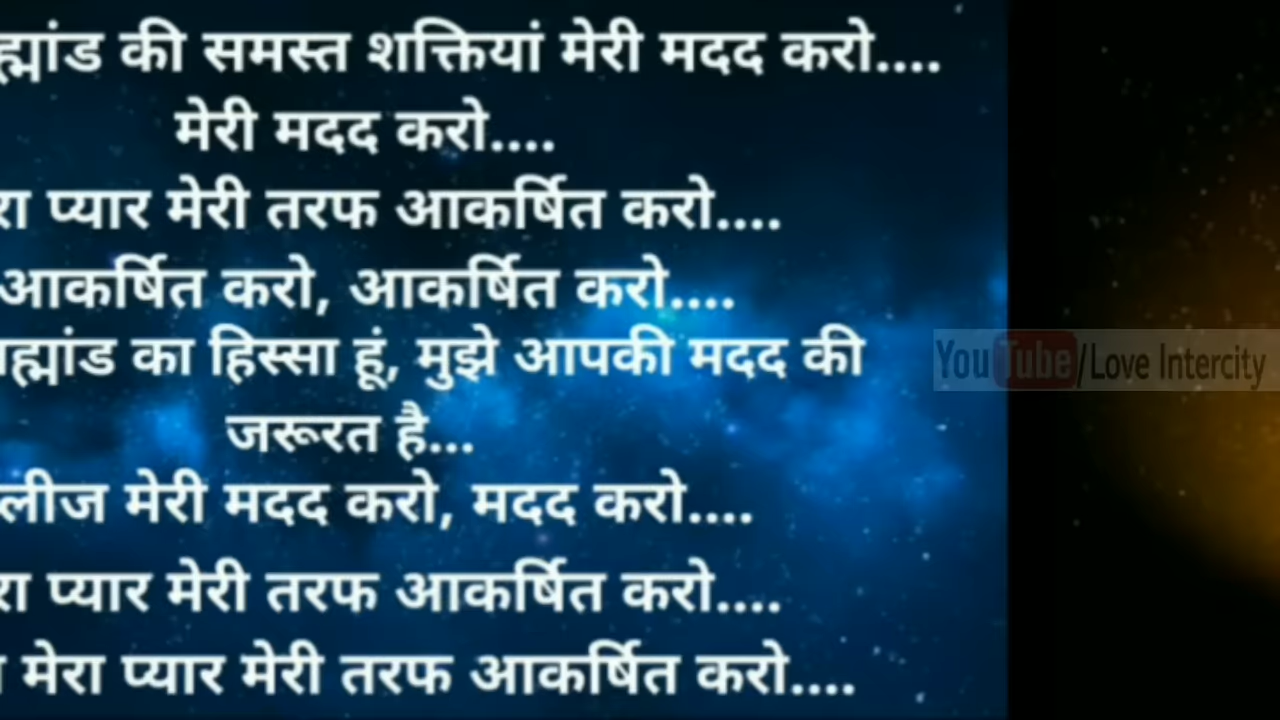 की समस्त शक्तियां मेरी मदद करो....
मेरी मदद करो....
प्यार मेरी तरफ आकर्षित करो....
आकर्षित करो, आकर्षित करो....
का हिस्सा हूं, मुझे आपकी मदद की
जरूरत है...
मेरी मदद करो, मदद करो....
प्यार मेरी तरफ आकर्षित करो....
मेरा प्यार मेरी तरफ आकर्षित करो....
YouTube/Love Intercity